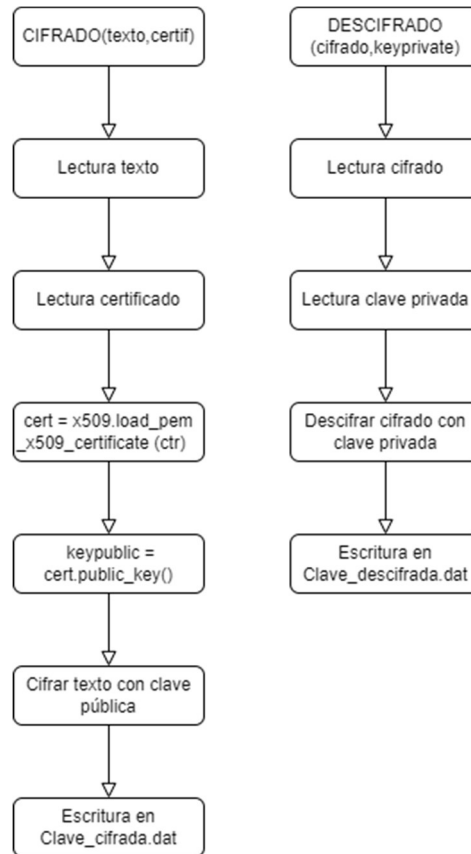 CIFRADO(texto,certif)
Lectura texto
Lectura certificado
cert = x509.load_pem
_x509_certificate (ctr)
keypublic =
cert.public_key()
Cifrar texto con clave
pública
Escritura en
Clave_cifrada.dat
DESCIFRADO
(cifrado,keyprivate)
Lectura cifrado
Lectura clave privada
Descifrar cifrado con
clave privada
Escritura en
Clave_descifrada.dat